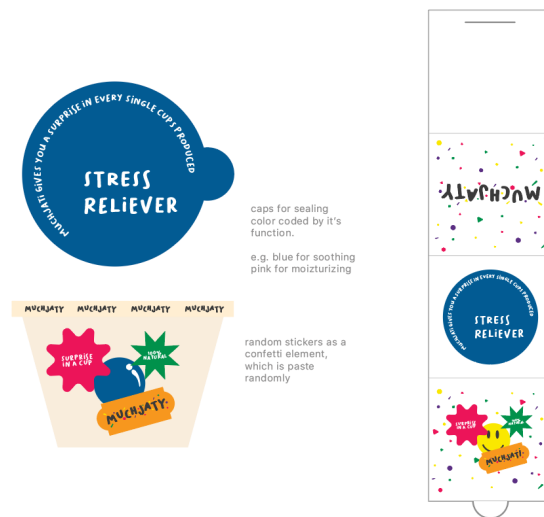 MUCHJATI GIVES YOU A SURPRISE IN EVERY SINGLE CUPS PRODUCED
STRESS
RELIEVER
caps for sealing
color coded by it's
function.
e.g. blue for soothing
pink for moizturizing
MUCHJATY MUCHJATY MUCHJATY MUCHJATY
SURPRISE
IN A CUP
100%
NATURAL
MUCHJATY.
random stickers as a
confetti element,
which is paste
randomly
MUCHJATY
MUCHJATI GIVES YOU A SURPRISE IN EVERY SINGLE CUPS PRODUCED
STRESS
RELIEVER
SURPRISE
IN A CUP
100%
NATURAL
MUCHJATI.